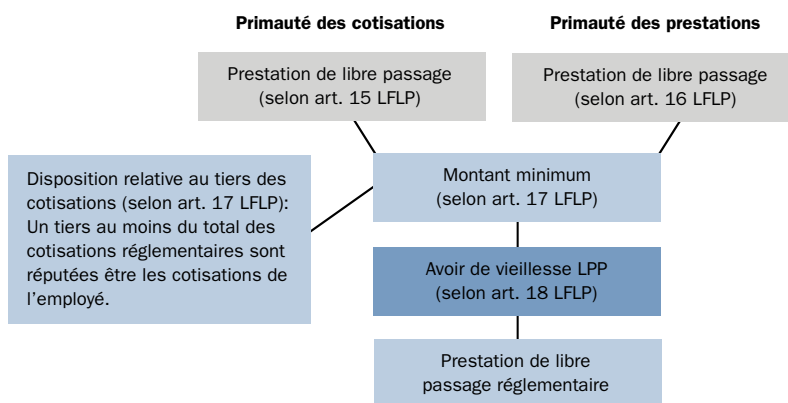 Primauté des cotisations
Primauté des prestations
Prestation de libre passage
(selon art. 15 LFLP)
Prestation de libre passage
(selon art. 16 LFLP)
Disposition relative au tiers des
cotisations (selon art. 17 LFLP):
Un tiers au moins du total des
cotisations réglementaires sont
réputées être les cotisations de
l’employé.
Montant minimum
(selon art. 17 LFLP)
Avoir de vieillesse LPP
(selon art. 18 LFLP)
Prestation de libre
passage réglementaire